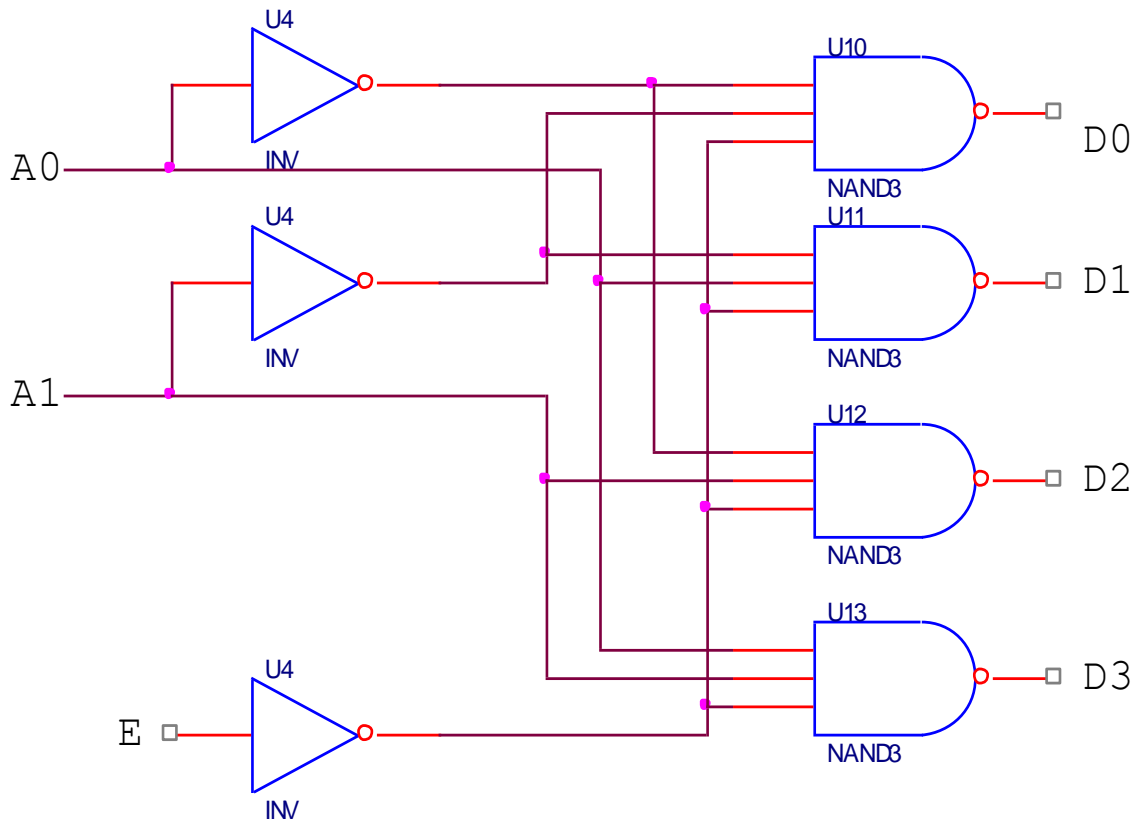 U4
INV
A0
U4
INV
A1
U4
E
INV
U10
NAND3
D0
U11
NAND3
D1
U12
NAND3
D2
U13
NAND3
D3